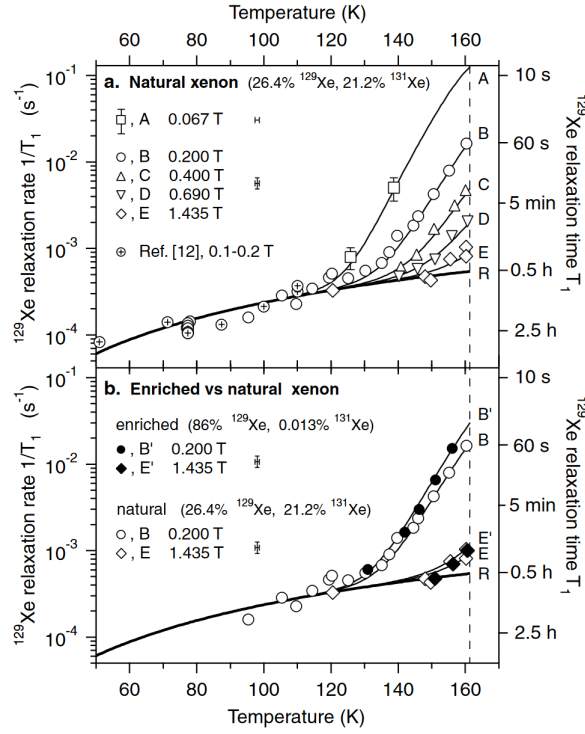 Temperature (K)
60 80 100 120 140 160
a. Natural xenon (26.4% ¹²⁹Xe, 21.2% ¹³¹Xe)
, A 0.067 T
, B 0.200 T
, C 0.400 T
, D 0.690 T
, E 1.435 T
Ref. [12], 0.1-0.2 T
A
B
C
D
E
R
¹²⁹Xe relaxation rate 1/T₁ (s⁻¹)
10⁻¹
10⁻²
10⁻³
10⁻⁴
10 s
60 s
5 min
0.5 h
2.5 h
¹²⁹Xe relaxation time T₁
b. Enriched vs natural xenon
enriched (86% ¹²⁹Xe, 0.013% ¹³¹Xe)
, B' 0.200 T
, E' 1.435 T
natural (26.4% ¹²⁹Xe, 21.2% ¹³¹Xe)
, B 0.200 T
, E 1.435 T
B'
B
E'
E
R
¹²⁹Xe relaxation rate 1/T₁ (s⁻¹)
10⁻¹
10⁻²
10⁻³
10⁻⁴
10 s
60 s
5 min
0.5 h
2.5 h
¹²⁹Xe relaxation time T₁
60 80 100 120 140 160
Temperature (K)